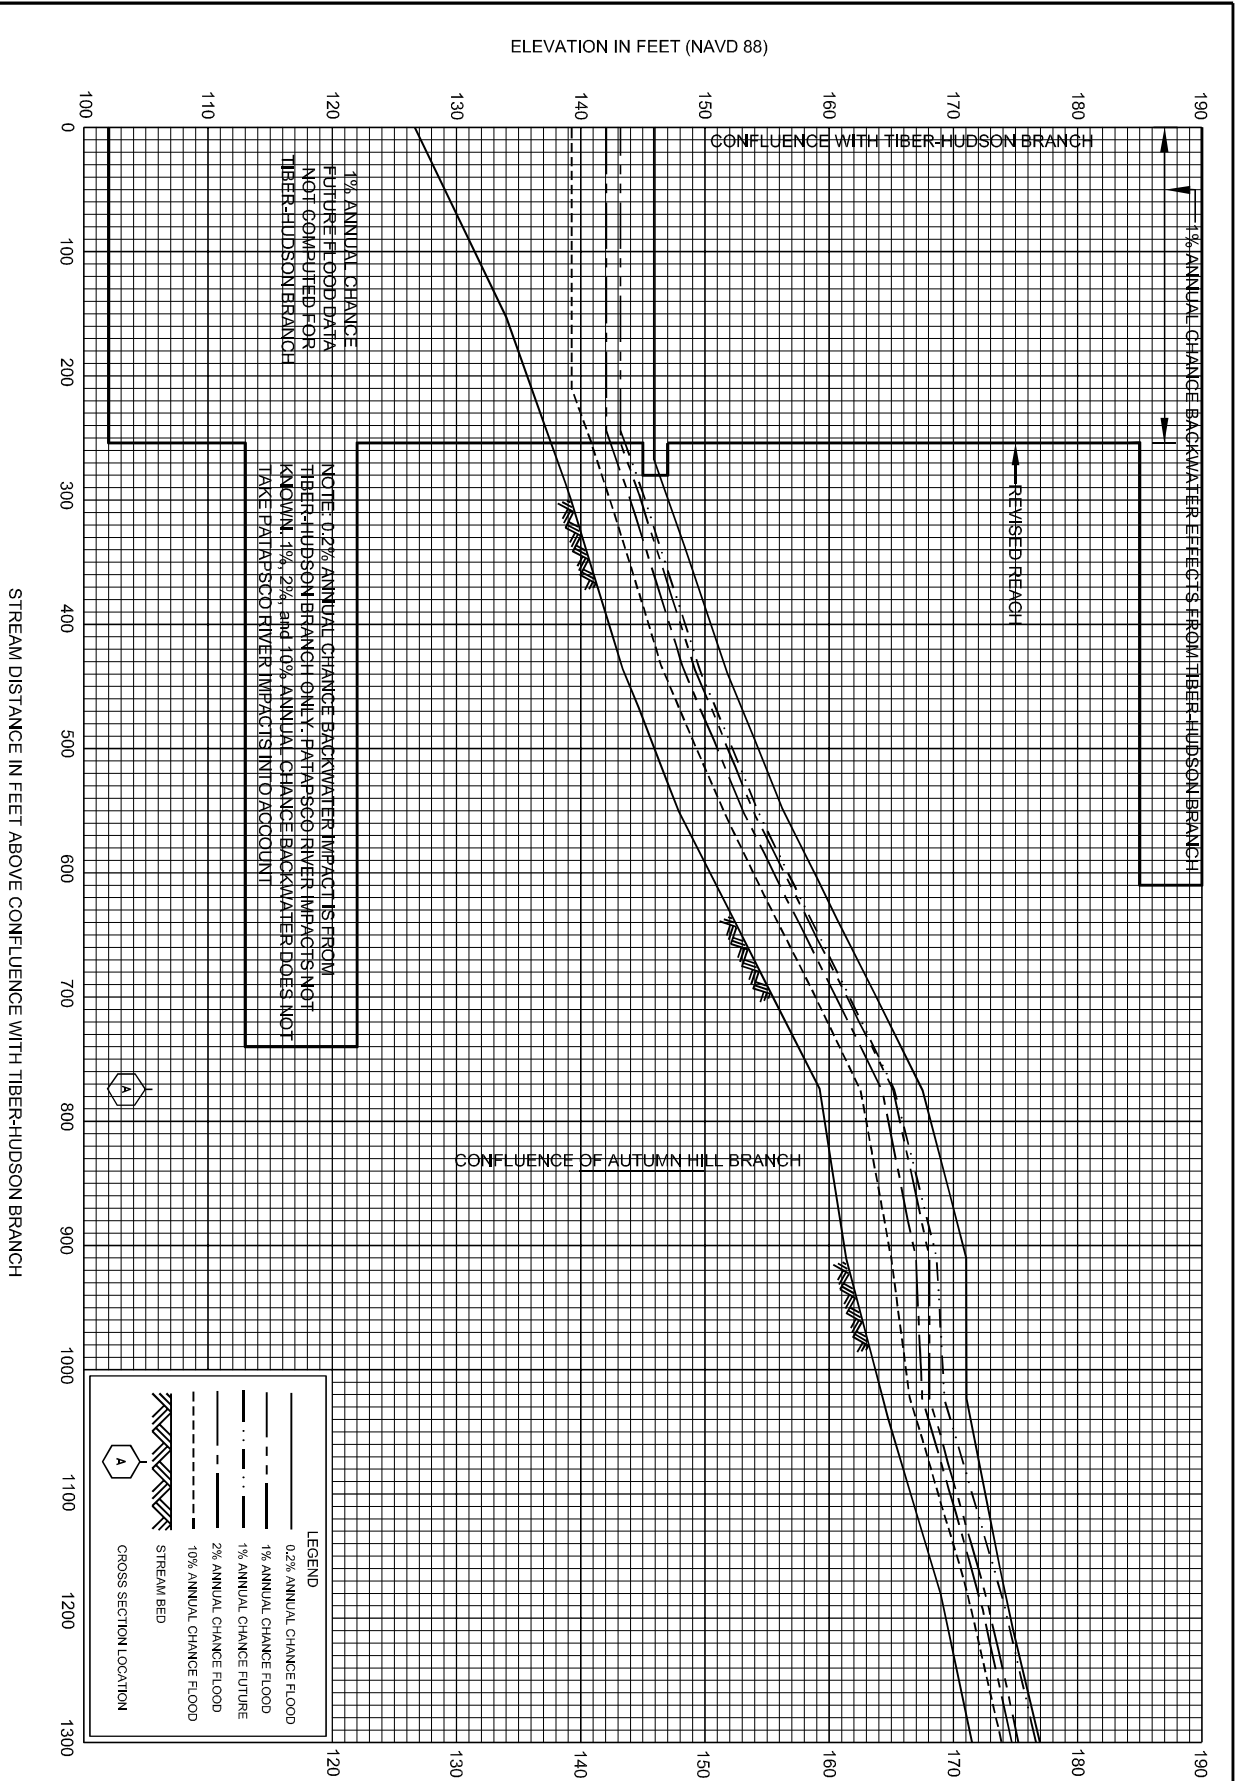 ELEVATION IN FEET (NAVD 88)
190
180
170
160
150
140
130
120
110
100
CONFLUENCE WITH TIBER-HUDSON BRANCH
1% ANNUAL CHANCE BACKWATER EFFECTS FROM TIBER-HUDSON BRANCH
REVISED REACH
1% ANNUAL CHANCE
FUTURE FLOOD DATA
NOT COMPUTED FOR
TIBER-HUDSON BRANCH
NOTE: 0.2% ANNUAL CHANCE BACKWATER IMPACT IS FROM
TIBER-HUDSON BRANCH ONLY. PATAPSCO RIVER IMPACTS NOT
KNOWN. 1%, 2%, and 10% ANNUAL CHANCE BACKWATER DOES NOT
TAKE PATAPSCO RIVER IMPACTS INTO ACCOUNT
CONFLUENCE OF AUTUMN HILL BRANCH
A
LEGEND
0.2% ANNUAL CHANCE FLOOD
1% ANNUAL CHANCE FLOOD
1% ANNUAL CHANCE FUTURE
2% ANNUAL CHANCE FLOOD
10% ANNUAL CHANCE FLOOD
STREAM BED
A
CROSS SECTION LOCATION
190
180
170
160
150
140
130
120
0
100
200
300
400
500
600
700
800
900
1000
1100
1200
1300
STREAM DISTANCE IN FEET ABOVE CONFLUENCE WITH TIBER-HUDSON BRANCH